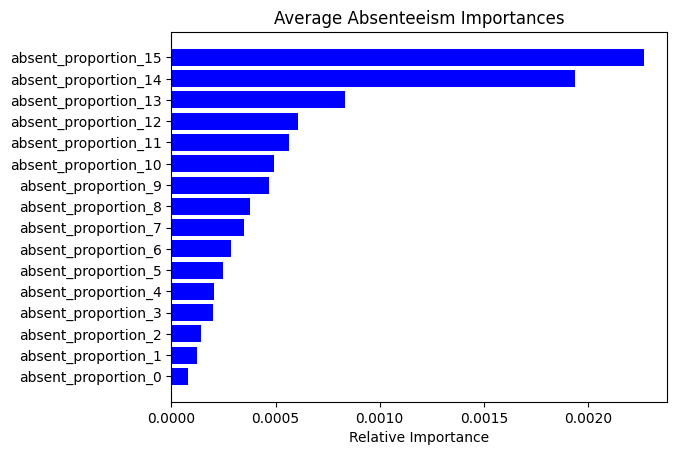 Average Absenteeism Importances
absent_proportion_15
absent_proportion_14
absent_proportion_13
absent_proportion_12
absent_proportion_11
absent_proportion_10
absent_proportion_9
absent_proportion_8
absent_proportion_7
absent_proportion_6
absent_proportion_5
absent_proportion_4
absent_proportion_3
absent_proportion_2
absent_proportion_1
absent_proportion_0
0.0000 0.0005 0.0010 0.0015 0.0020
Relative Importance